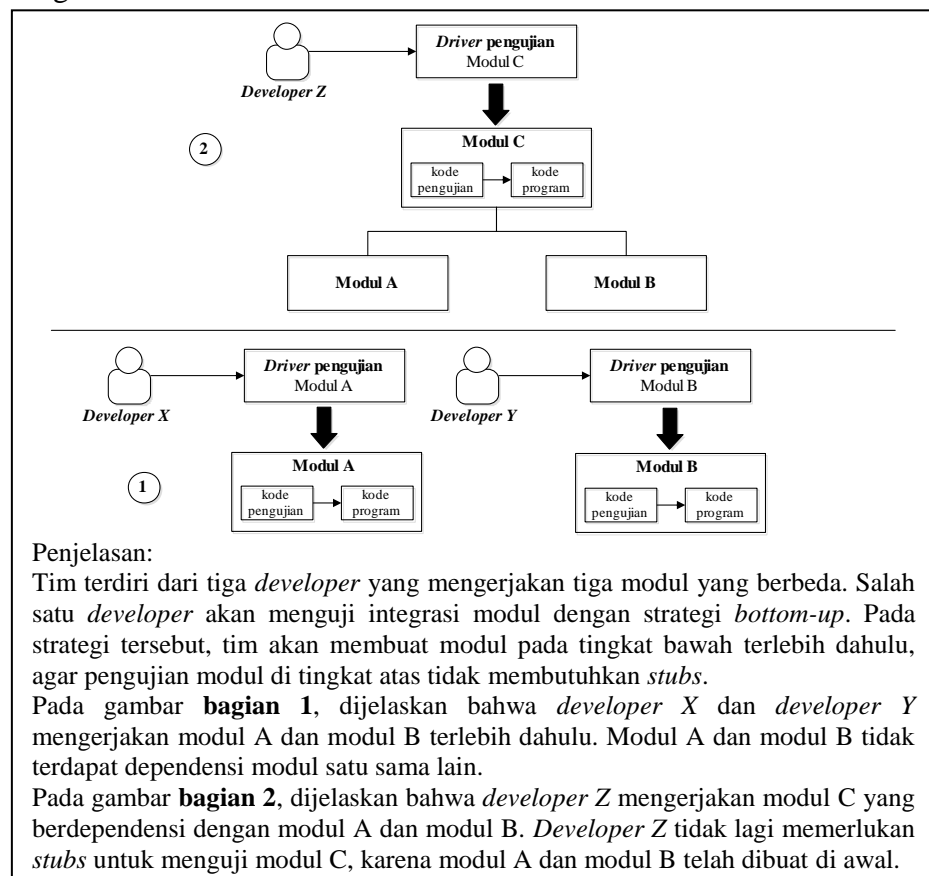 Driver pengujian
Modul C
Developer Z
2
Modul C
kode
pengujian
kode
program
Modul A
Modul B
Driver pengujian
Modul A
Developer X
Driver pengujian
Modul B
Developer Y
1
Modul A
kode
pengujian
kode
program
Modul B
kode
pengujian
kode
program
Penjelasan:
Tim terdiri dari tiga developer yang mengerjakan tiga modul yang berbeda. Salah
satu developer akan menguji integrasi modul dengan strategi bottom-up. Pada
strategi tersebut, tim akan membuat modul pada tingkat bawah terlebih dahulu,
agar pengujian modul di tingkat atas tidak membutuhkan stubs.
Pada gambar bagian 1, dijelaskan bahwa developer X dan developer Y
mengerjakan modul A dan modul B terlebih dahulu. Modul A dan modul B tidak
terdapat dependensi modul satu sama lain.
Pada gambar bagian 2, dijelaskan bahwa developer Z mengerjakan modul C yang
berdependensi dengan modul A dan modul B. Developer Z tidak lagi memerlukan
stubs untuk menguji modul C, karena modul A dan modul B telah dibuat di awal.